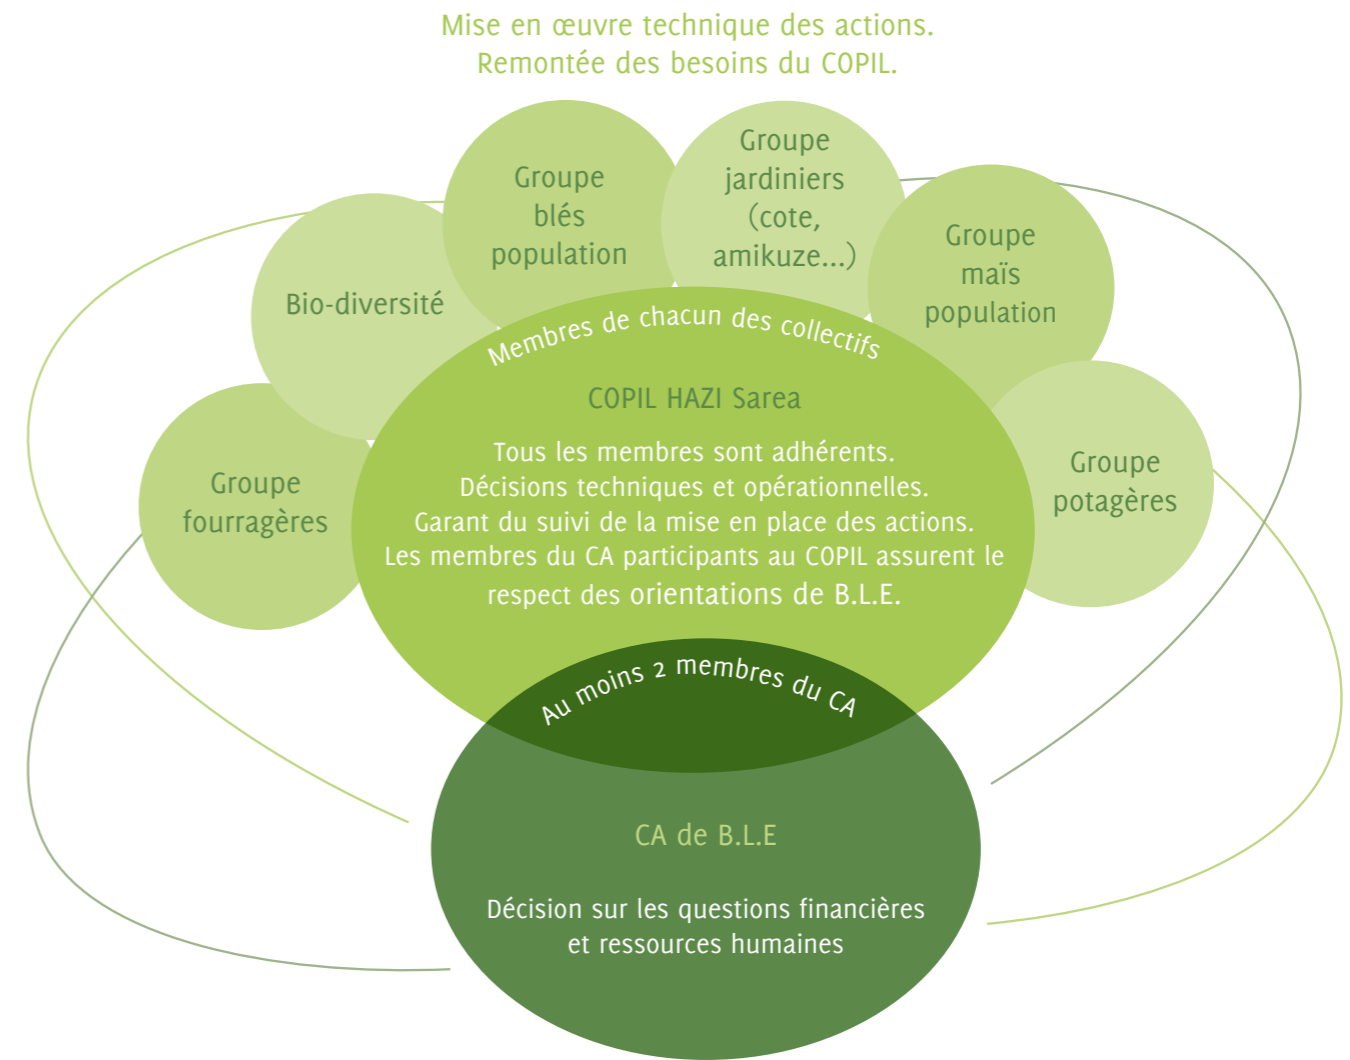 Mise en œuvre technique des actions.
Remontée des besoins du COPIL.
Groupe
fourragères
Bio-diversité
Groupe
blés
population
Groupe
jardiniers
(cote,
amikuze...)
Groupe
maïs
population
Groupe
potagères
Membres de chacun des collectifs
COPIL HAZI Sarea
Tous les membres sont adhérents.
Décisions techniques et opérationnelles.
Garant du suivi de la mise en place des actions.
Les membres du CA participants au COPIL assurent le
respect des orientations de B.L.E.
Au moins 2 membres du CA
CA de B.L.E
Décision sur les questions financières
et ressources humaines